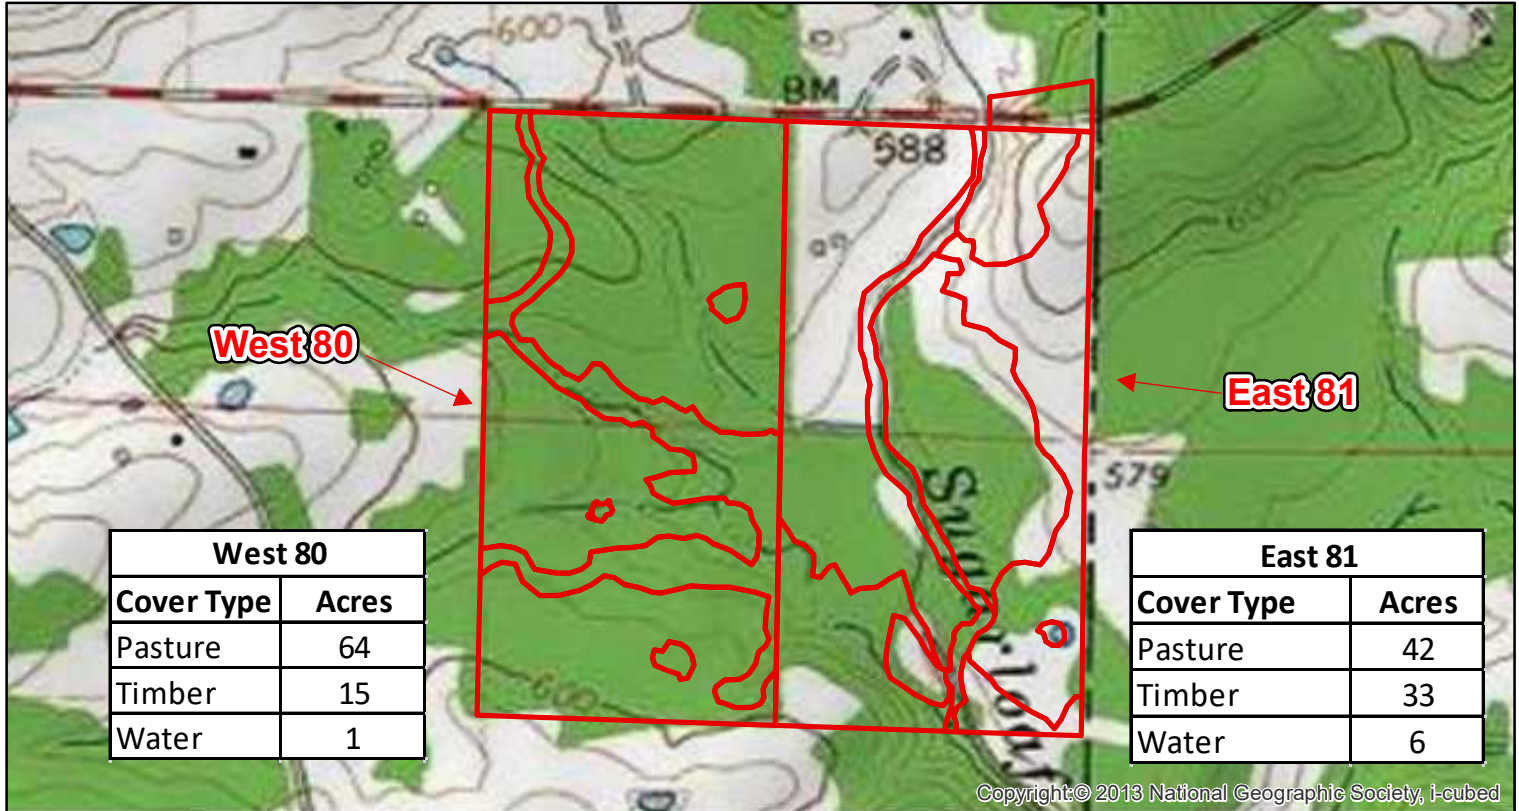 600
BM
588
600
West 80
East 81
579
Sugar loaf
600
West 80
Cover Type Acres
Pasture 64
Timber 15
Water 1
East 81
Cover Type Acres
Pasture 42
Timber 33
Water 6
Copyright:© 2013 National Geographic Society, i-cubed